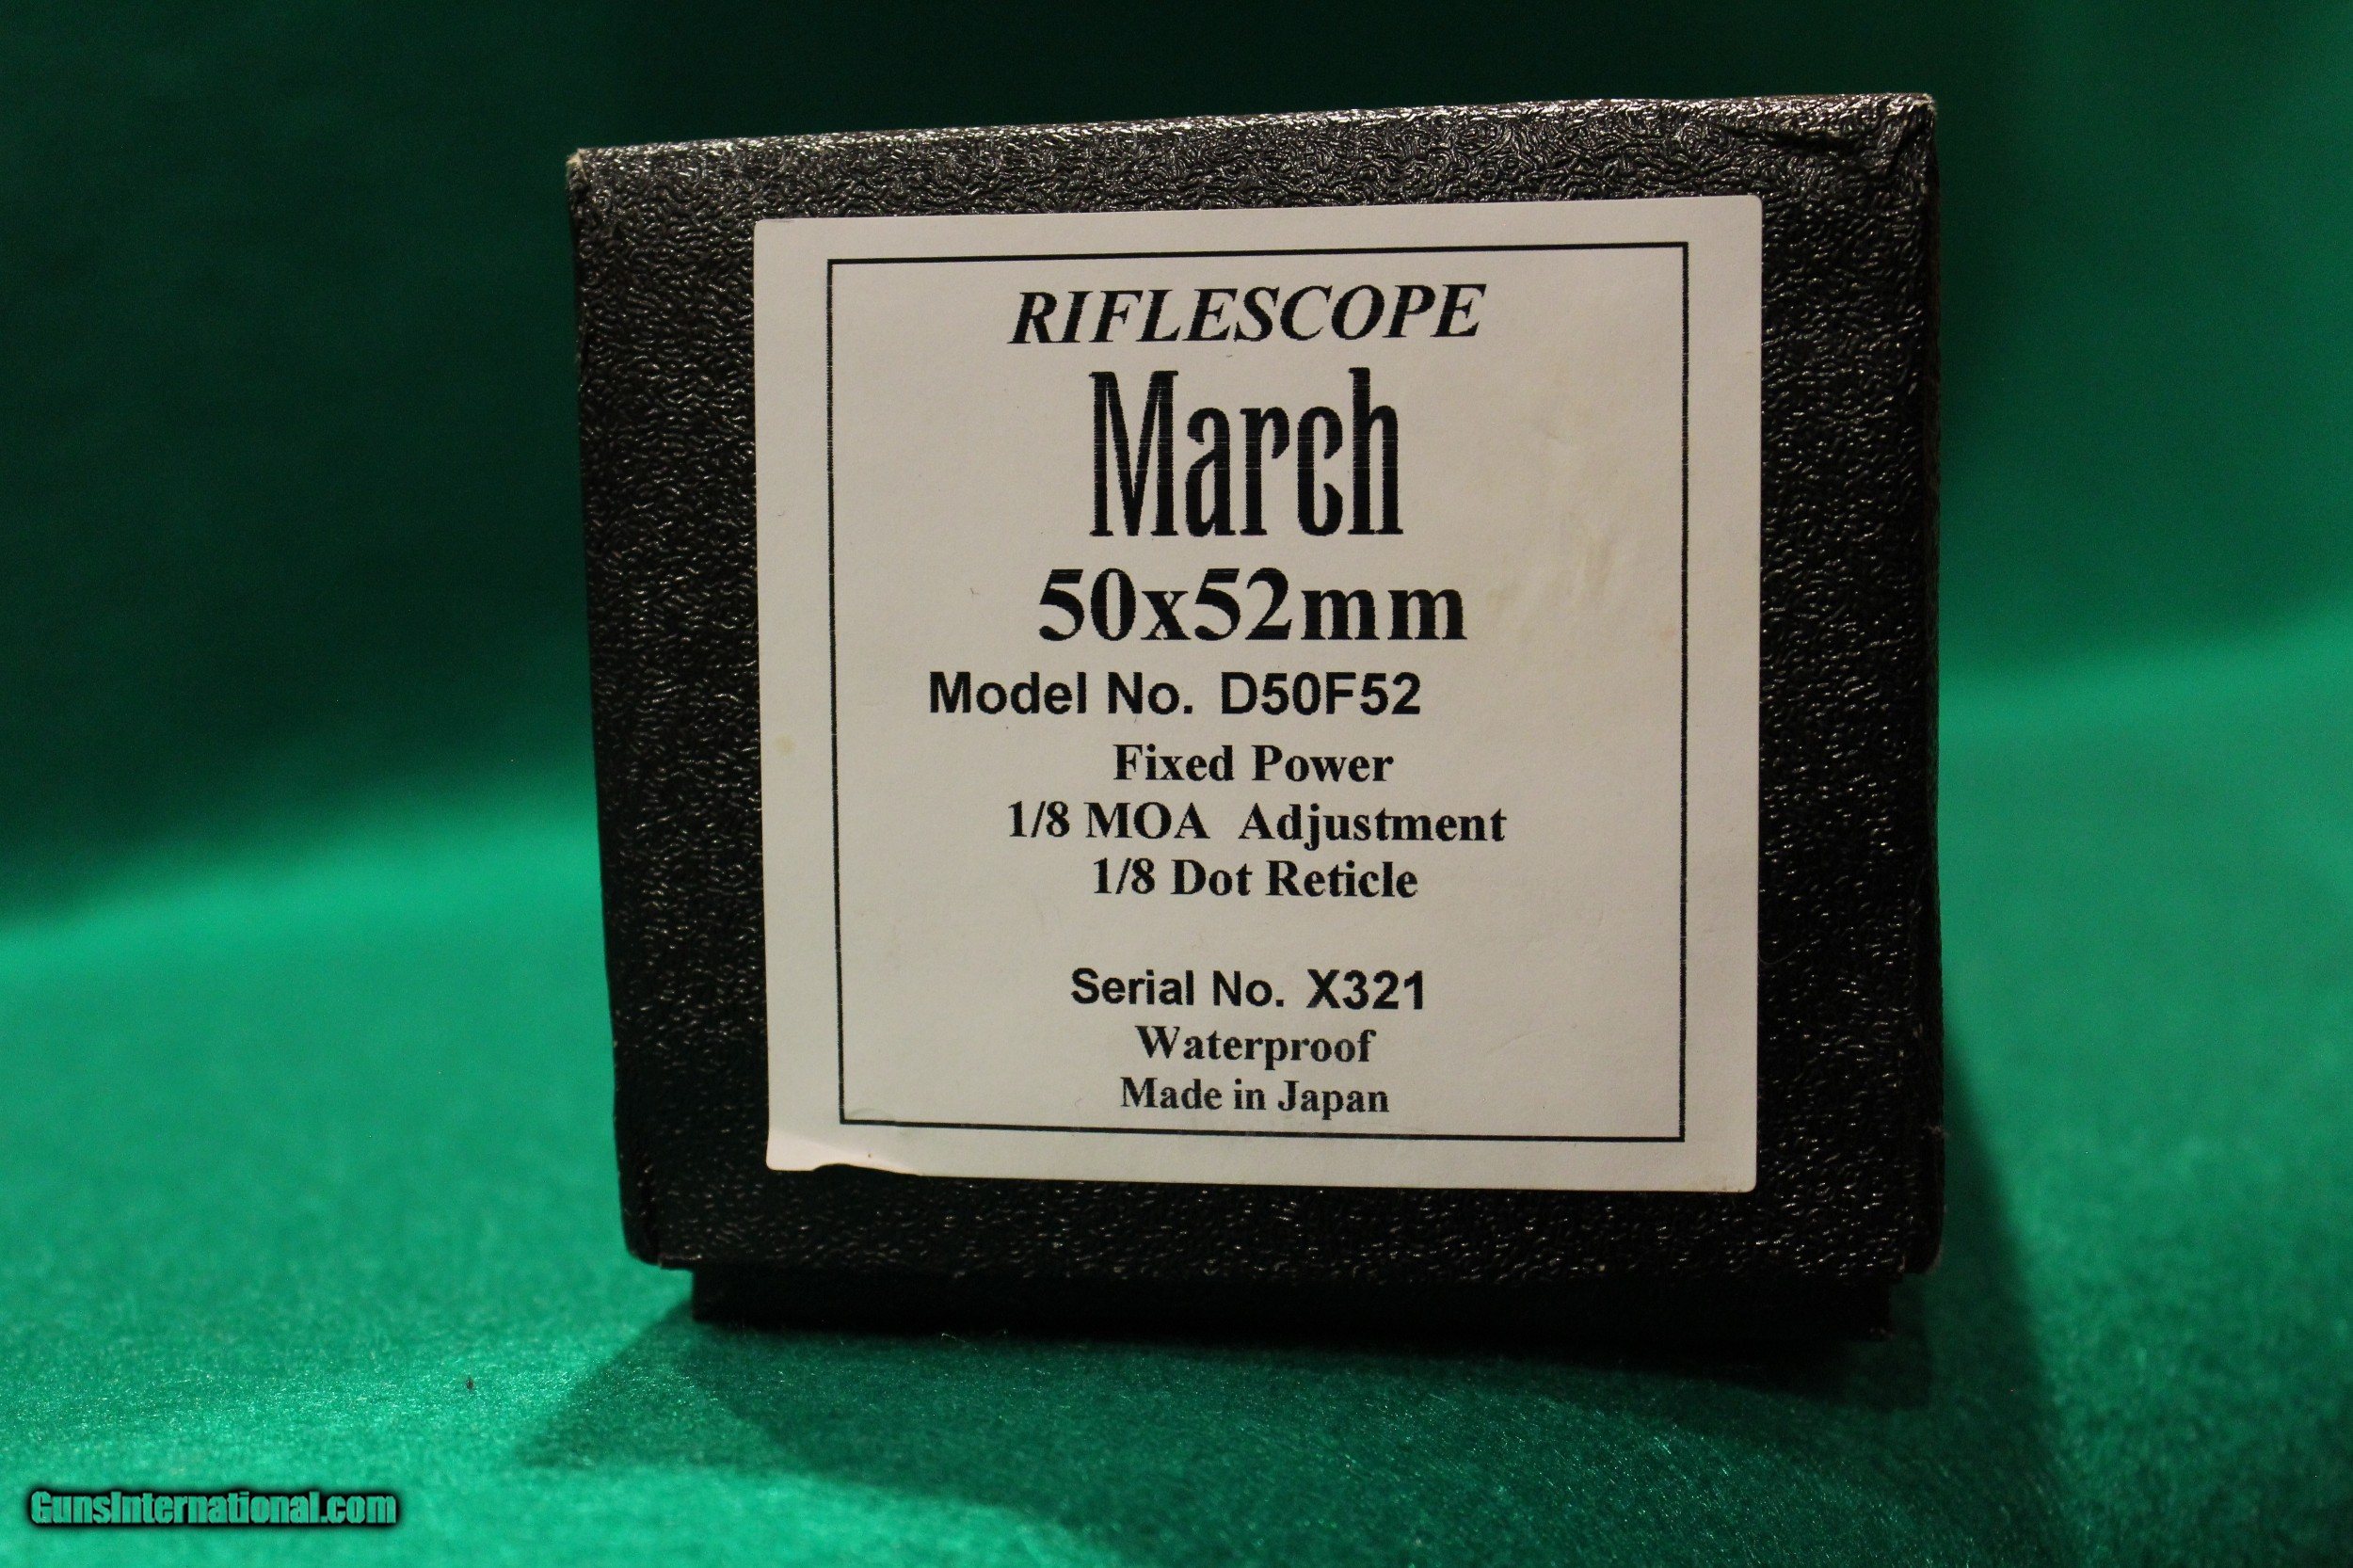 RIFLESCOPE
March
50x52mm
Model No. D50F52
Fixed Power
1/8 MOA Adjustment
1/8 Dot Reticle
Serial No. X321
Waterproof
Made in Japan
GunsInternational.com